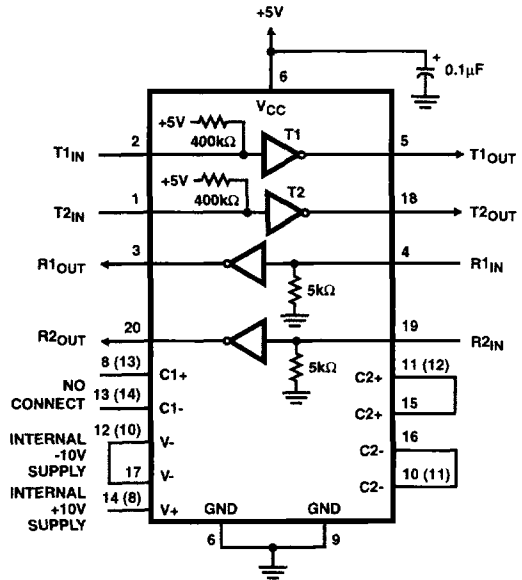 +5V
6
+
0.1µF
VCC
+5V
400kΩ
T1
2
5
T1IN
T1OUT
+5V
400kΩ
T2
1
18
T2IN
T2OUT
3
4
R1OUT
R1IN
5kΩ
20
19
R2OUT
R2IN
5kΩ
8 (13)
C1+
11 (12)
C2+
NO
CONNECT
13 (14)
C1-
15
C2+
12 (10)
V-
16
C2-
INTERNAL
-10V
SUPPLY
17
V-
10 (11)
C2-
INTERNAL
+10V
SUPPLY
14 (8)
V+
GND
GND
6
9